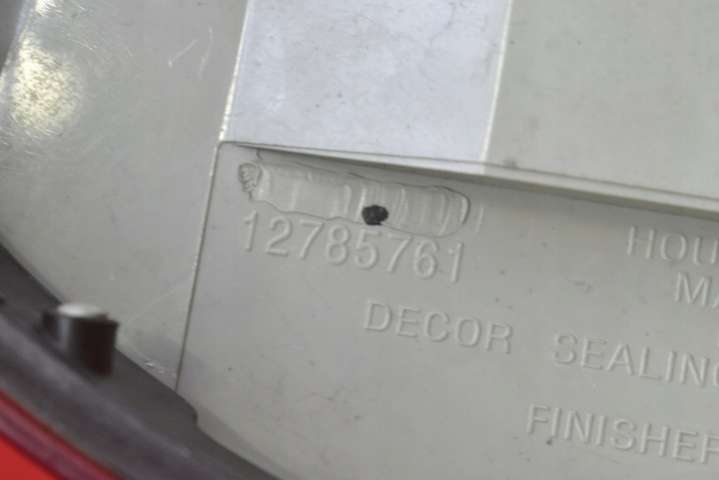 12785761
HOU
MA
DECOR SEALING
FINISHER